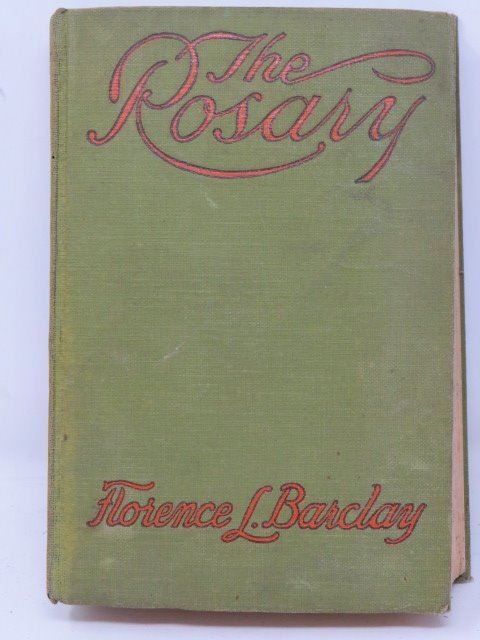 The
Rosary
Florence L. Barclay